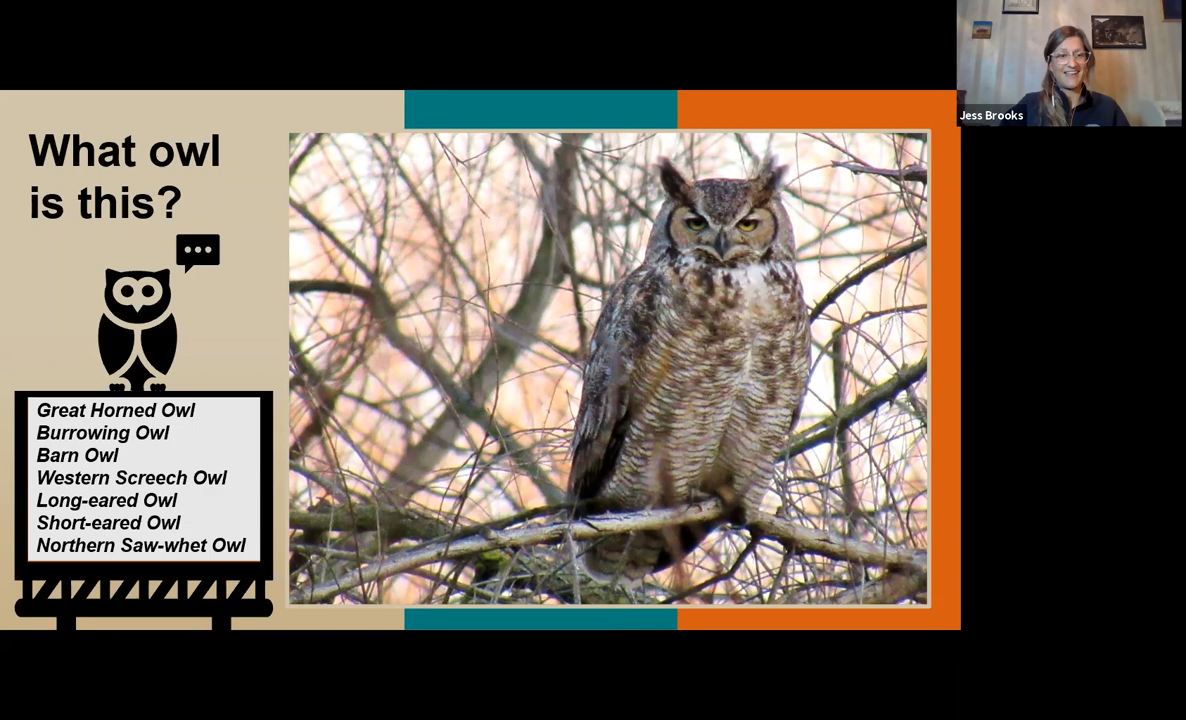 What owl
is this?
Great Horned Owl
Burrowing Owl
Barn Owl
Western Screech Owl
Long-eared Owl
Short-eared Owl
Northern Saw-whet Owl
Jess Brooks